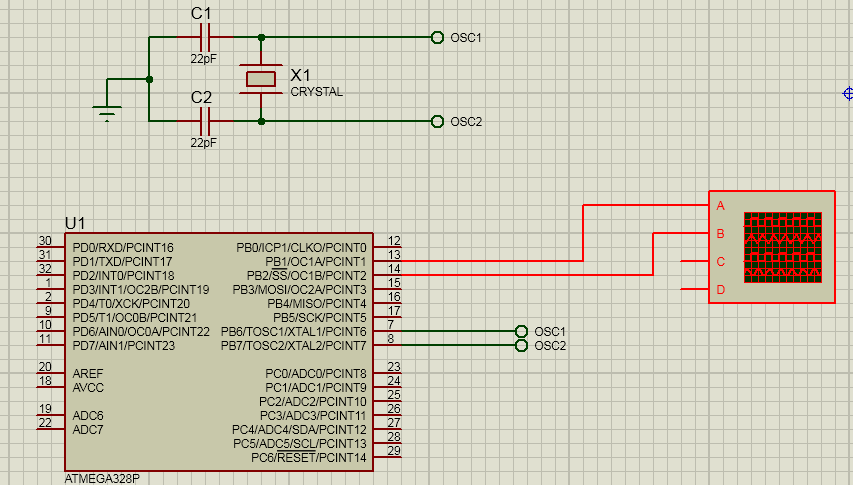 C1
22pF
OSC1
X1
CRYSTAL
C2
22pF
OSC2
U1
30 PD0/RXD/PCINT16 PB0/ICP1/CLKO/PCINT0 12
31 PD1/TXD/PCINT17 PB1/OC1A/PCINT1 13
32 PD2/INT0/PCINT18 PB2/SS/OC1B/PCINT2 14
1 PD3/INT1/OC2B/PCINT19 PB3/MOSI/OC2A/PCINT3 15
2 PD4/T0/XCK/PCINT20 PB4/MISO/PCINT4 16
9 PD5/T1/OC0B/PCINT21 PB5/SCK/PCINT5 17
10 PD6/AIN0/OC0A/PCINT22 PB6/TOSC1/XTAL1/PCINT6 7 OSC1
11 PD7/AIN1/PCINT23 PB7/TOSC2/XTAL2/PCINT7 8 OSC2
20 AREF PC0/ADC0/PCINT8 23
18 AVCC PC1/ADC1/PCINT9 24
PC2/ADC2/PCINT10 25
19 ADC6 PC3/ADC3/PCINT11 26
22 ADC7 PC4/ADC4/SDA/PCINT12 27
PC5/ADC5/SCL/PCINT13 28
PC6/RESET/PCINT14 29
ATMEGA328P
A
B
C
D